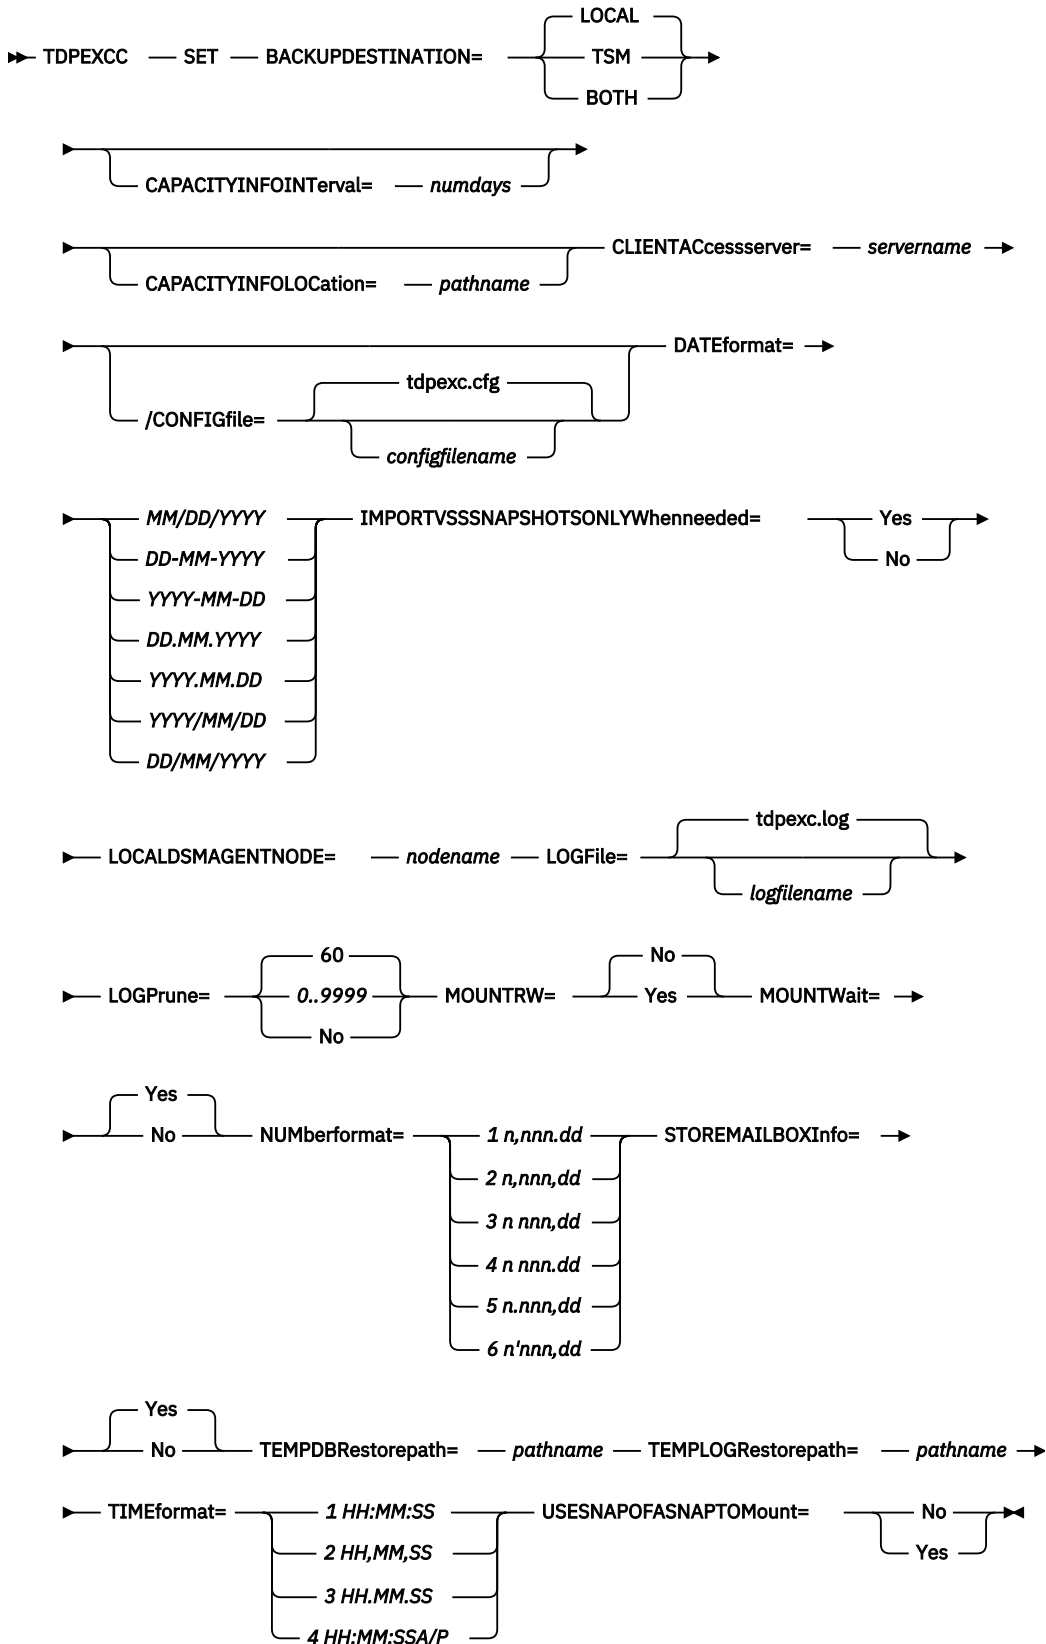 LOCAL
TDPEXCC SET BACKUPDESTINATION= TSM
BOTH
CAPACITYINFOINTerval= numdays
CLIENTACcessserver= servername
CAPACITYINFOLOCation= pathname
DATEformat=
tdpexc.cfg
/CONFIGfile=
configfilename
MM/DD/YYYY IMPORTVSSSNAPSHOTSONLYWhenneeded= Yes
DD-MM-YYYY No
YYYY-MM-DD
DD.MM.YYYY
YYYY.MM.DD
YYYY/MM/DD
DD/MM/YYYY
tdpexc.log
LOCALDSMAGENTNODE= nodename LOGFile=
logfilename
60 No
LOGPrune= 0..9999 MOUNTRW= Yes MOUNTWait=
No
Yes
No NUMberformat= 1 n,nnn.dd STOREMAILBOXInfo=
2 n,nnn,dd
3 n nnn,dd
4 n nnn.dd
5 n.nnn,dd
6 n'nnn,dd
Yes
No TEMPDBRestorepath= pathname TEMPLOGRestorepath= pathname
TIMEformat= 1 HH:MM:SS USESNAPOFASNAPTOMount= No
2 HH,MM,SS Yes
3 HH.MM.SS
4 HH:MM:SSA/P